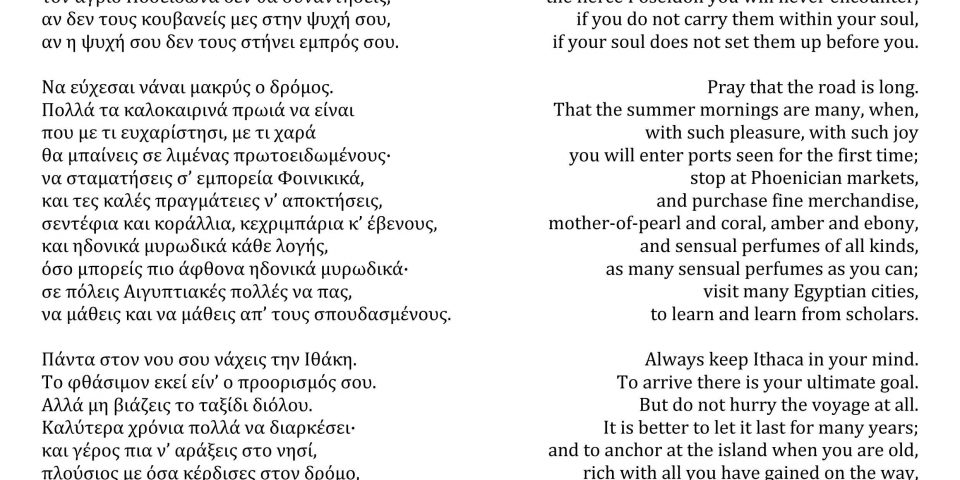 τον άγριο Ποσειδώνα δεν θα συναντήσεις,
αν δεν τους κουβανείς μες στην ψυχή σου,
αν η ψυχή σου δεν τους στήνει εμπρός σου.
Να εύχεσαι νάναι μακρύς ο δρόμος.
Πολλά τα καλοκαιρινά πρωιά να είναι
που με τι ευχαρίστησι, με τι χαρά
θα μπαίνεις σε λιμένας πρωτοειδωμένους·
να σταματήσεις σ’ εμπορεία Φοινικικά,
και τες καλές πραγμάτειες ν’ αποκτήσεις,
σεντέφια και κοράλλια, κεχριμπάρια κ’ έβενους,
και ηδονικά μυρωδικά κάθε λογής,
όσο μπορείς πιο άφθονα ηδονικά μυρωδικά·
σε πόλεις Αιγυπτιακές πολλές να πας,
να μάθεις και να μάθεις απ’ τους σπουδασμένους.
Πάντα στον νου σου νάχεις την Ιθάκη.
Το φθάσιμον εκεί είν’ ο προορισμός σου.
Αλλά μη βιάζεις το ταξίδι διόλου.
Καλύτερα χρόνια πολλά να διαρκέσει·
και γέρος πια ν’ αράξεις στο νησί,
πλούσιος με όσα κέρδισες στον δρόμο,
the fierce Poseidon you will never encounter,
if you do not carry them within your soul,
if your soul does not set them up before you.
Pray that the road is long.
That the summer mornings are many, when,
with such pleasure, with such joy
you will enter ports seen for the first time;
stop at Phoenician markets,
and purchase fine merchandise,
mother-of-pearl and coral, amber and ebony,
and sensual perfumes of all kinds,
as many sensual perfumes as you can;
visit many Egyptian cities,
to learn and learn from scholars.
Always keep Ithaca in your mind.
To arrive there is your ultimate goal.
But do not hurry the voyage at all.
It is better to let it last for many years;
and to anchor at the island when you are old,
rich with all you have gained on the way,